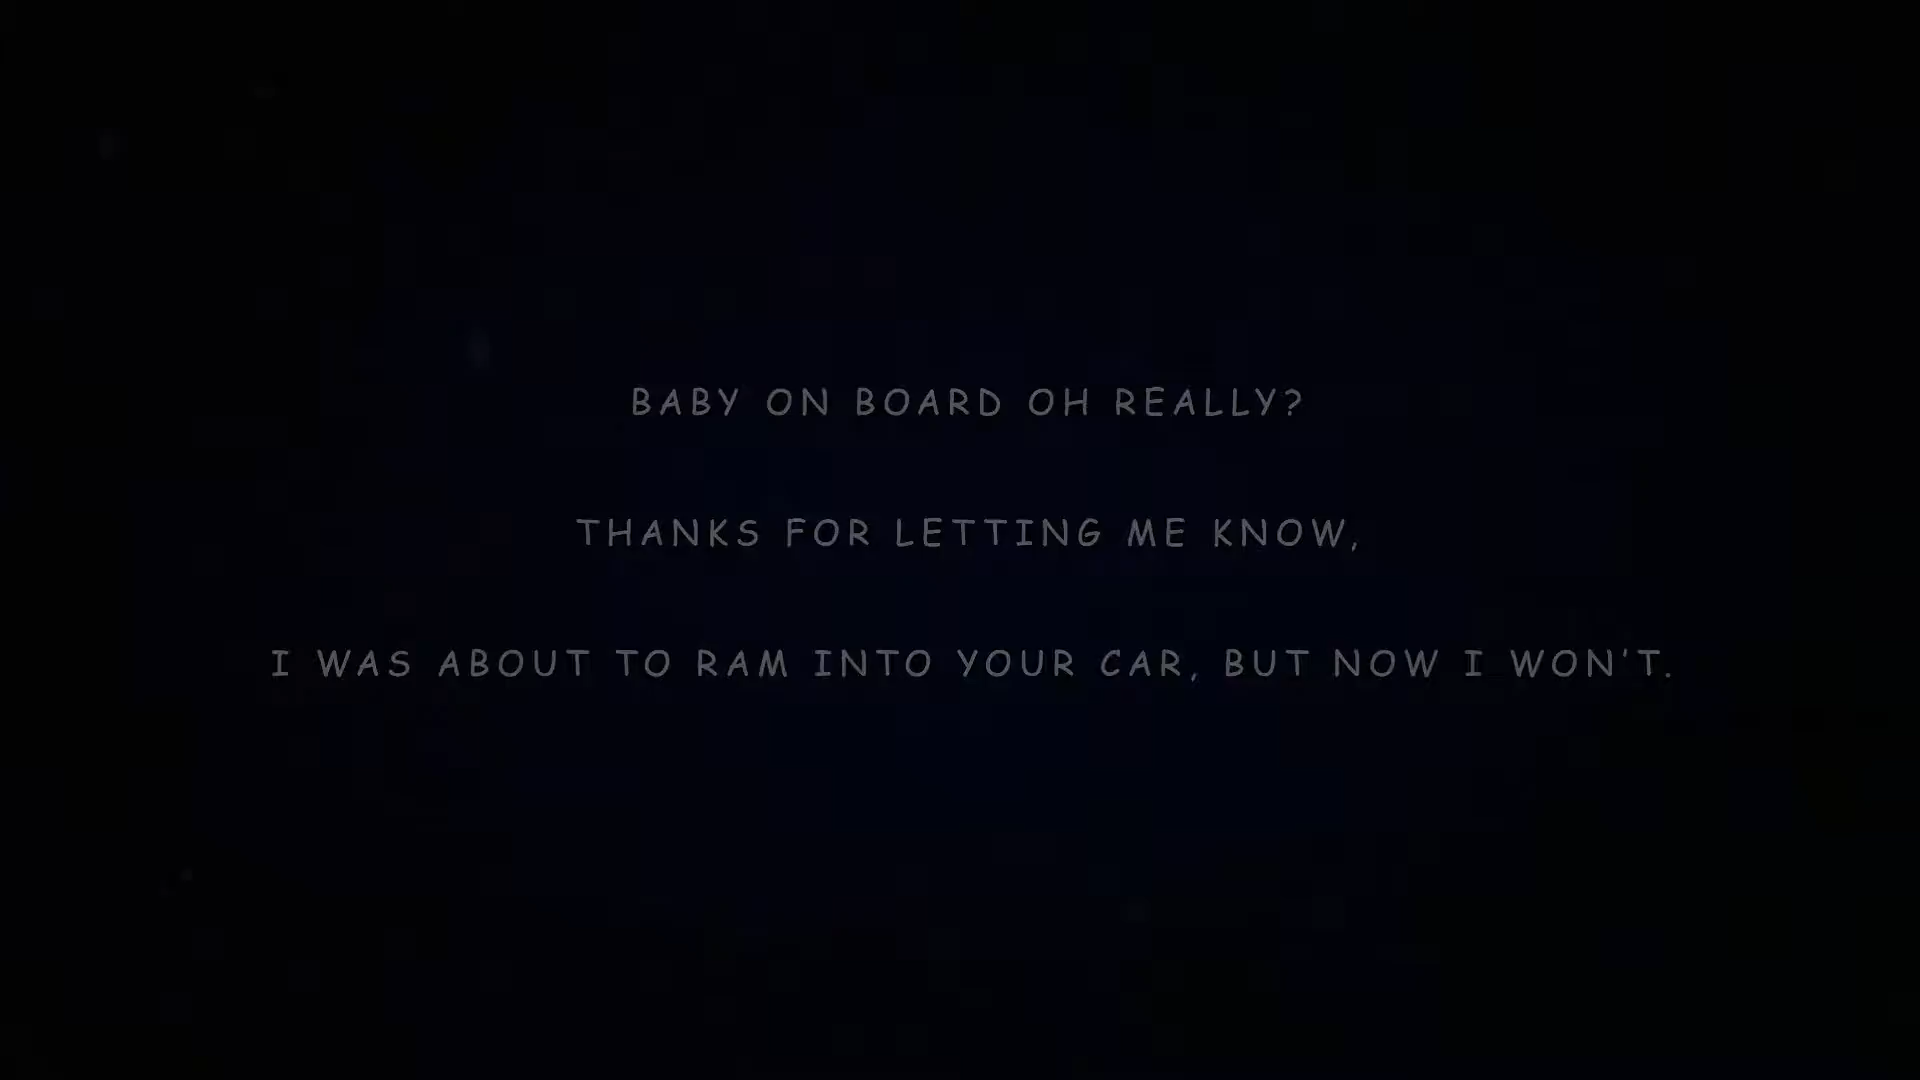 BABY ON BOARD OH REALLY?
THANKS FOR LETTING ME KNOW,
I WAS ABOUT TO RAM INTO YOUR CAR, BUT NOW I WON'T.